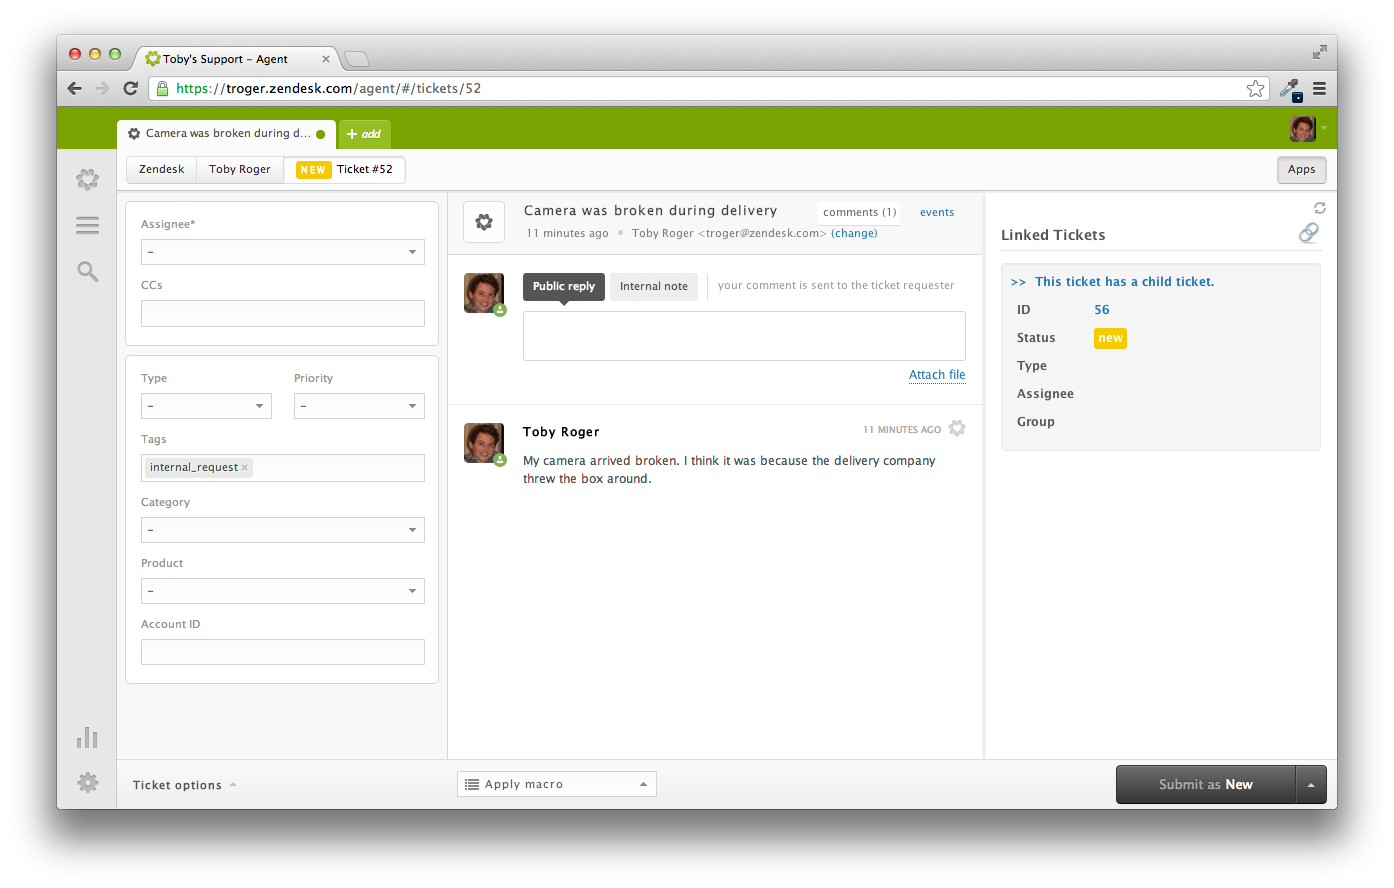 Toby's Support – Agent ×
https://troger.zendesk.com/agent/#/tickets/52
Camera was broken during d...
+ add
Zendesk
Toby Roger
NEW Ticket #52
Apps
Assignee*
–
CCs
Type
–
Priority
–
Tags
internal_request ×
Category
–
Product
–
Account ID
Camera was broken during delivery
comments (1)
events
11 minutes ago • Toby Roger <troger@zendesk.com> (change)
Public reply
Internal note
your comment is sent to the ticket requester
Attach file
Toby Roger
11 MINUTES AGO
My camera arrived broken. I think it was because the delivery company
threw the box around.
Linked Tickets
>> This ticket has a child ticket.
ID 56
Status new
Type
Assignee
Group
Ticket options
Apply macro
Submit as New